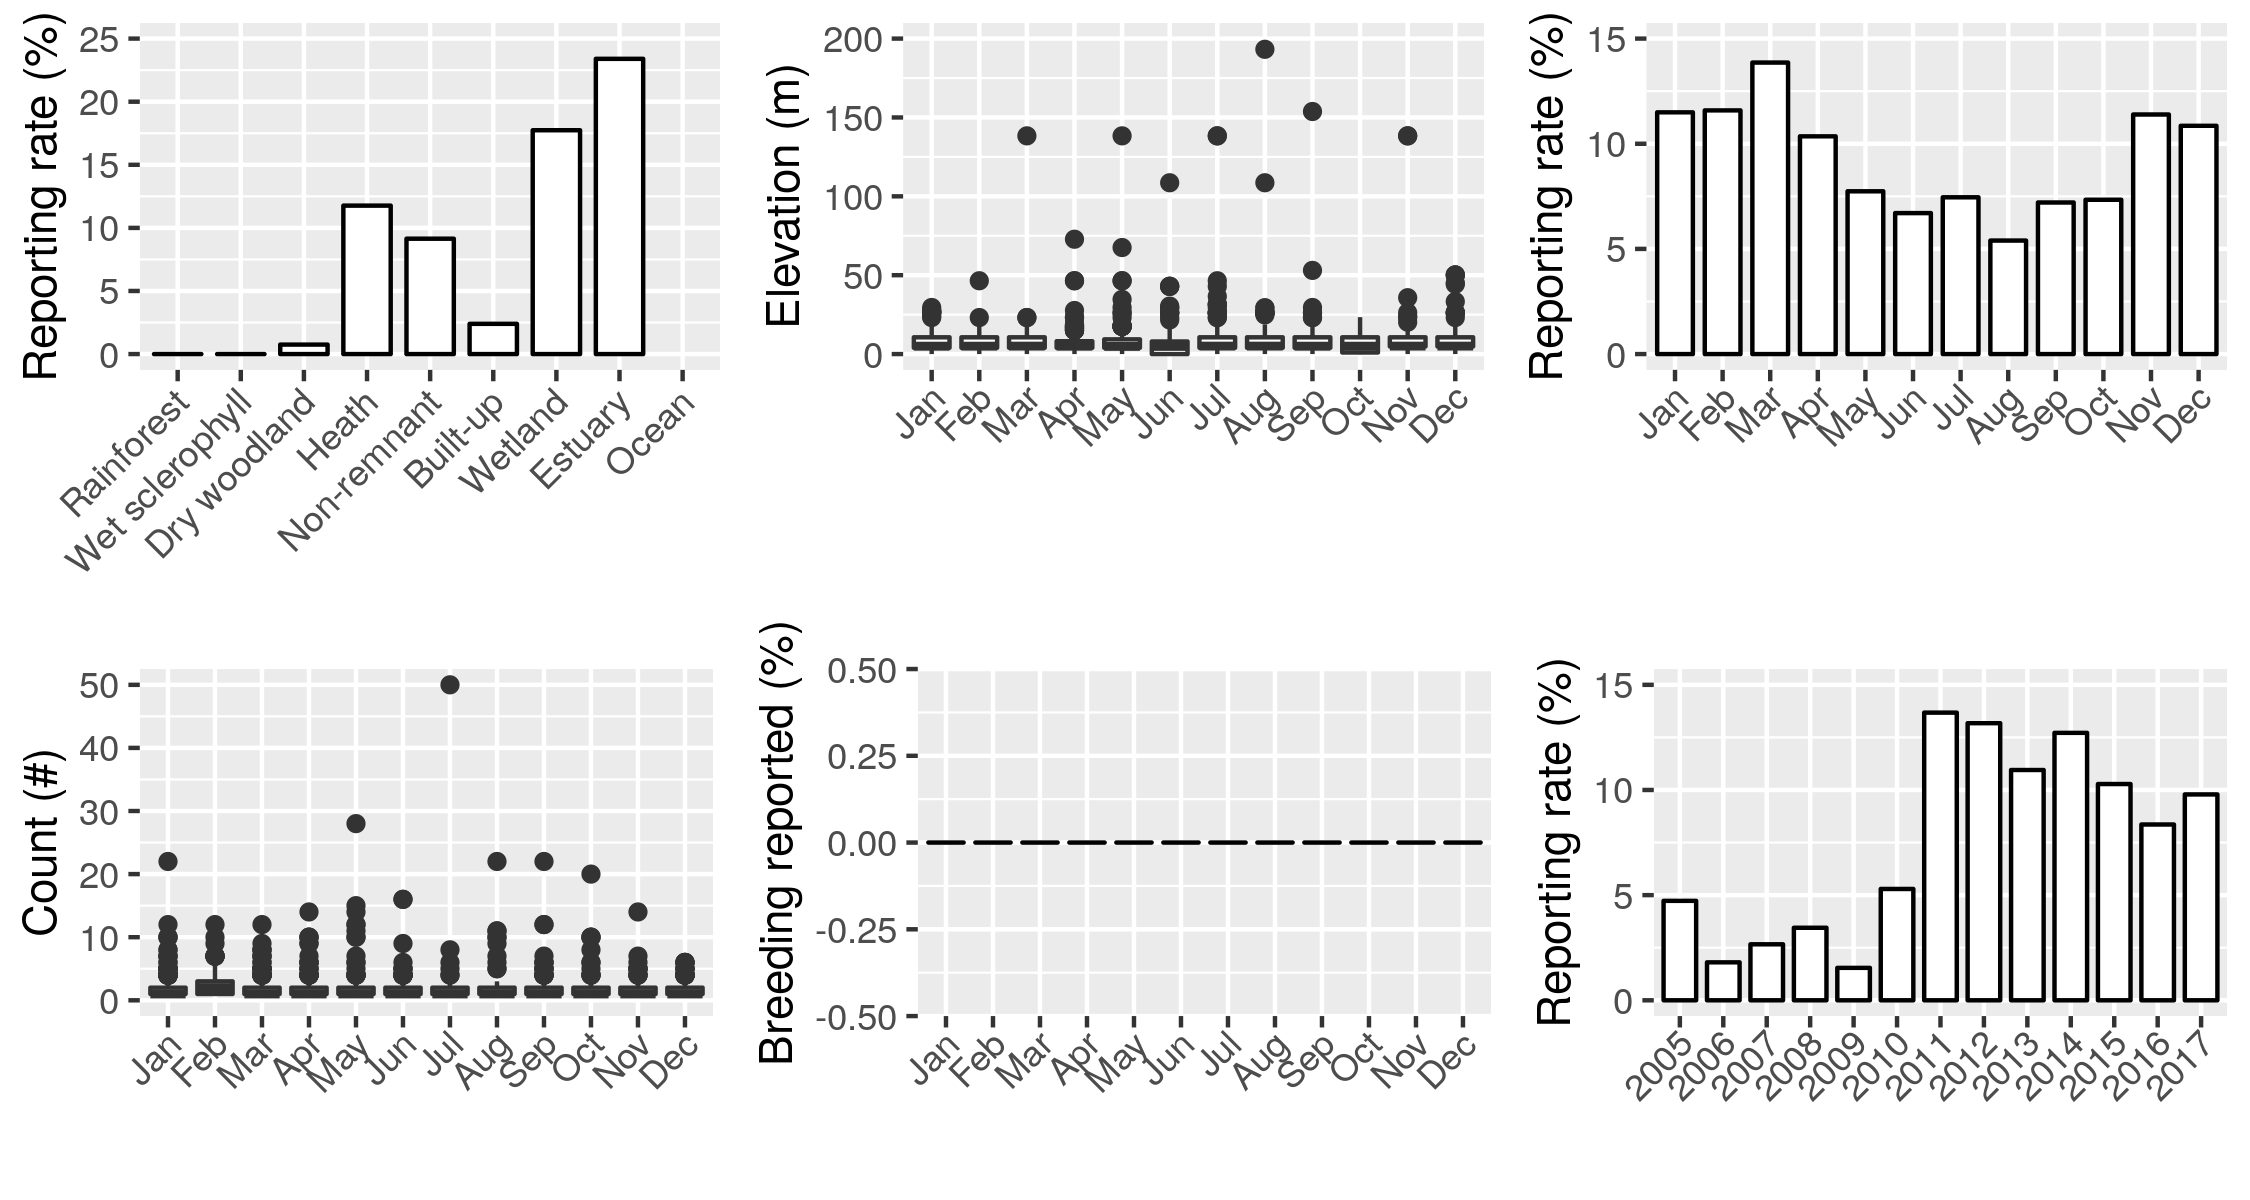 Reporting rate (%)
25
20
15
10
5
0
Rainforest
Wet sclerophyll
Dry woodland
Heath
Non-remnant
Built-up
Wetland
Estuary
Ocean
Elevation (m)
200
150
100
50
0
Jan
Feb
Mar
Apr
May
Jun
Jul
Aug
Sep
Oct
Nov
Dec
Reporting rate (%)
15
10
5
0
Jan
Feb
Mar
Apr
May
Jun
Jul
Aug
Sep
Oct
Nov
Dec
Count (#)
50
40
30
20
10
0
Jan
Feb
Mar
Apr
May
Jun
Jul
Aug
Sep
Oct
Nov
Dec
Breeding reported (%)
0.50
0.25
0.00
-0.25
-0.50
Jan
Feb
Mar
Apr
May
Jun
Jul
Aug
Sep
Oct
Nov
Dec
Reporting rate (%)
15
10
5
0
2005
2006
2007
2008
2009
2010
2011
2012
2013
2014
2015
2016
2017